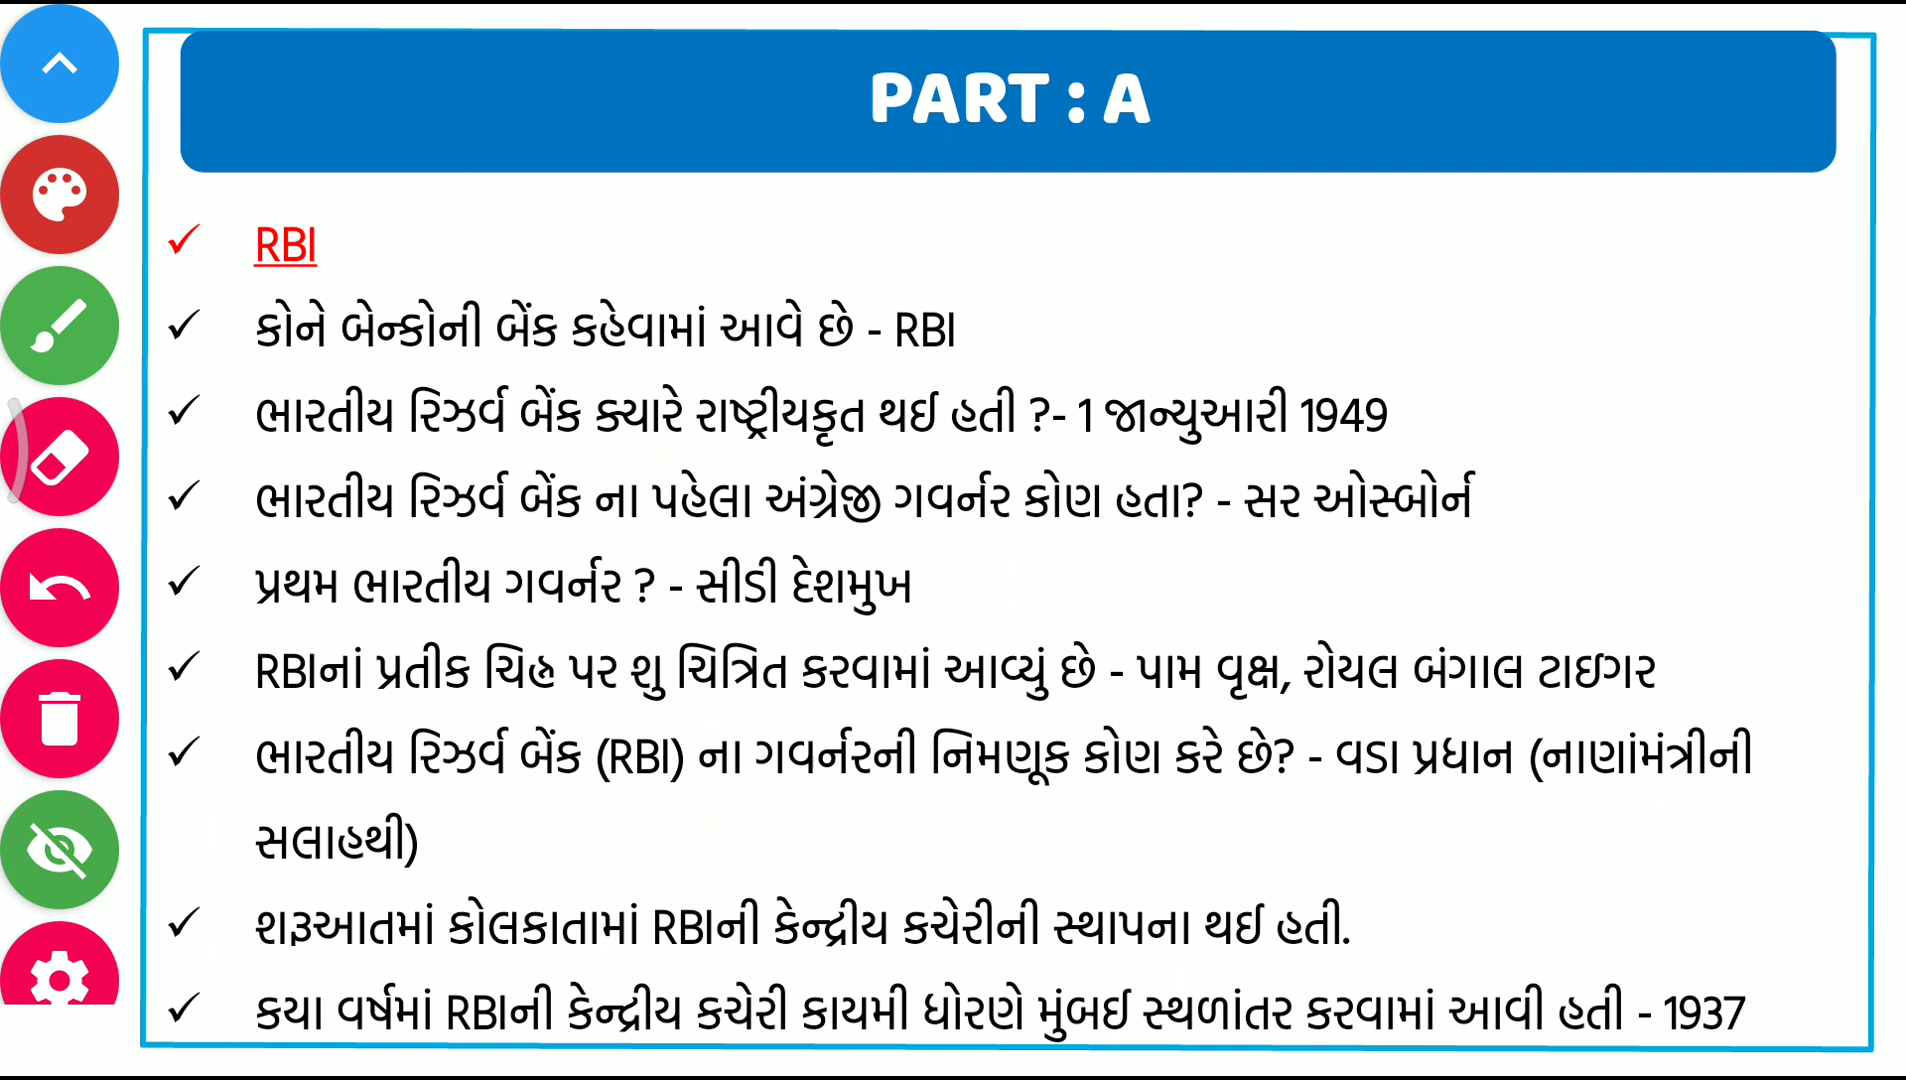 PART : A
RBI
કોને બેન્કોની બેંક કહેવામાં આવે છે - RBI
ભારતીય રિઝર્વ બેંક ક્યારે રાષ્ટ્રીયકૃત થઈ હતી ?- 1 જાન્યુઆરી 1949
ભારતીય રિઝર્વ બેંક ના પહેલા અંગ્રેજી ગવર્નર કોણ હતા? - સર ઓસ્બોર્ન
પ્રથમ ભારતીય ગવર્નર ? - સીડી દેશમુખ
RBIનાં પ્રતીક ચિહ્ન પર શુ ચિત્રિત કરવામાં આવ્યું છે - પામ વૃક્ષ, રોયલ બંગાલ ટાઇગર
ભારતીય રિઝર્વ બેંક (RBI) ના ગવર્નરની નિમણૂક કોણ કરે છે? - વડા પ્રધાન (નાણાંમંત્રીની
સલાહથી)
શરૂઆતમાં કોલકાતામાં RBIની કેન્દ્રીય કચેરીની સ્થાપના થઈ હતી.
કયા વર્ષમાં RBIની કેન્દ્રીય કચેરી કાયમી ધોરણે મુંબઈ સ્થળાંતર કરવામાં આવી હતી - 1937